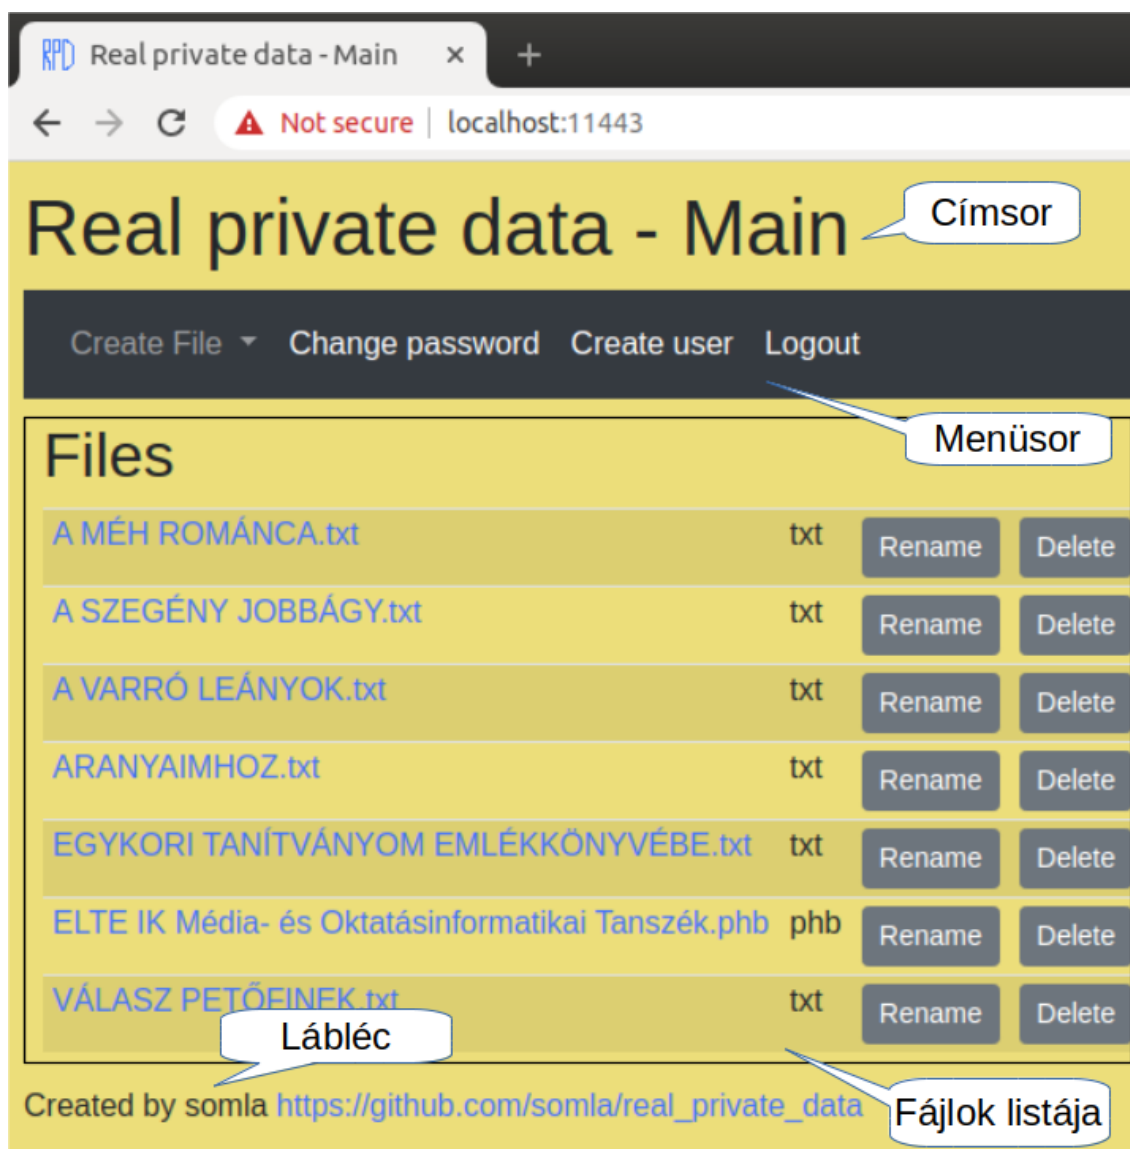 RPD Real private data - Main × +
Not secure | localhost:11443
Real private data - Main
Címsor
Create File Change password Create user Logout
Menüsor
Files
A MÉH ROMÁNCA.txt txt Rename Delete
A SZEGÉNY JOBBÁGY.txt txt Rename Delete
A VARRÓ LEÁNYOK.txt txt Rename Delete
ARANYAIMHOZ.txt txt Rename Delete
EGYKORI TANÍTVÁNYOM EMLÉKKÖNYVÉBE.txt txt Rename Delete
ELTE IK Média- és Oktatásinformatikai Tanszék.phb phb Rename Delete
VÁLASZ PETŐFINEK.txt txt Rename Delete
Lábléc
Created by somla https://github.com/somla/real_private_data
Fájlok listája